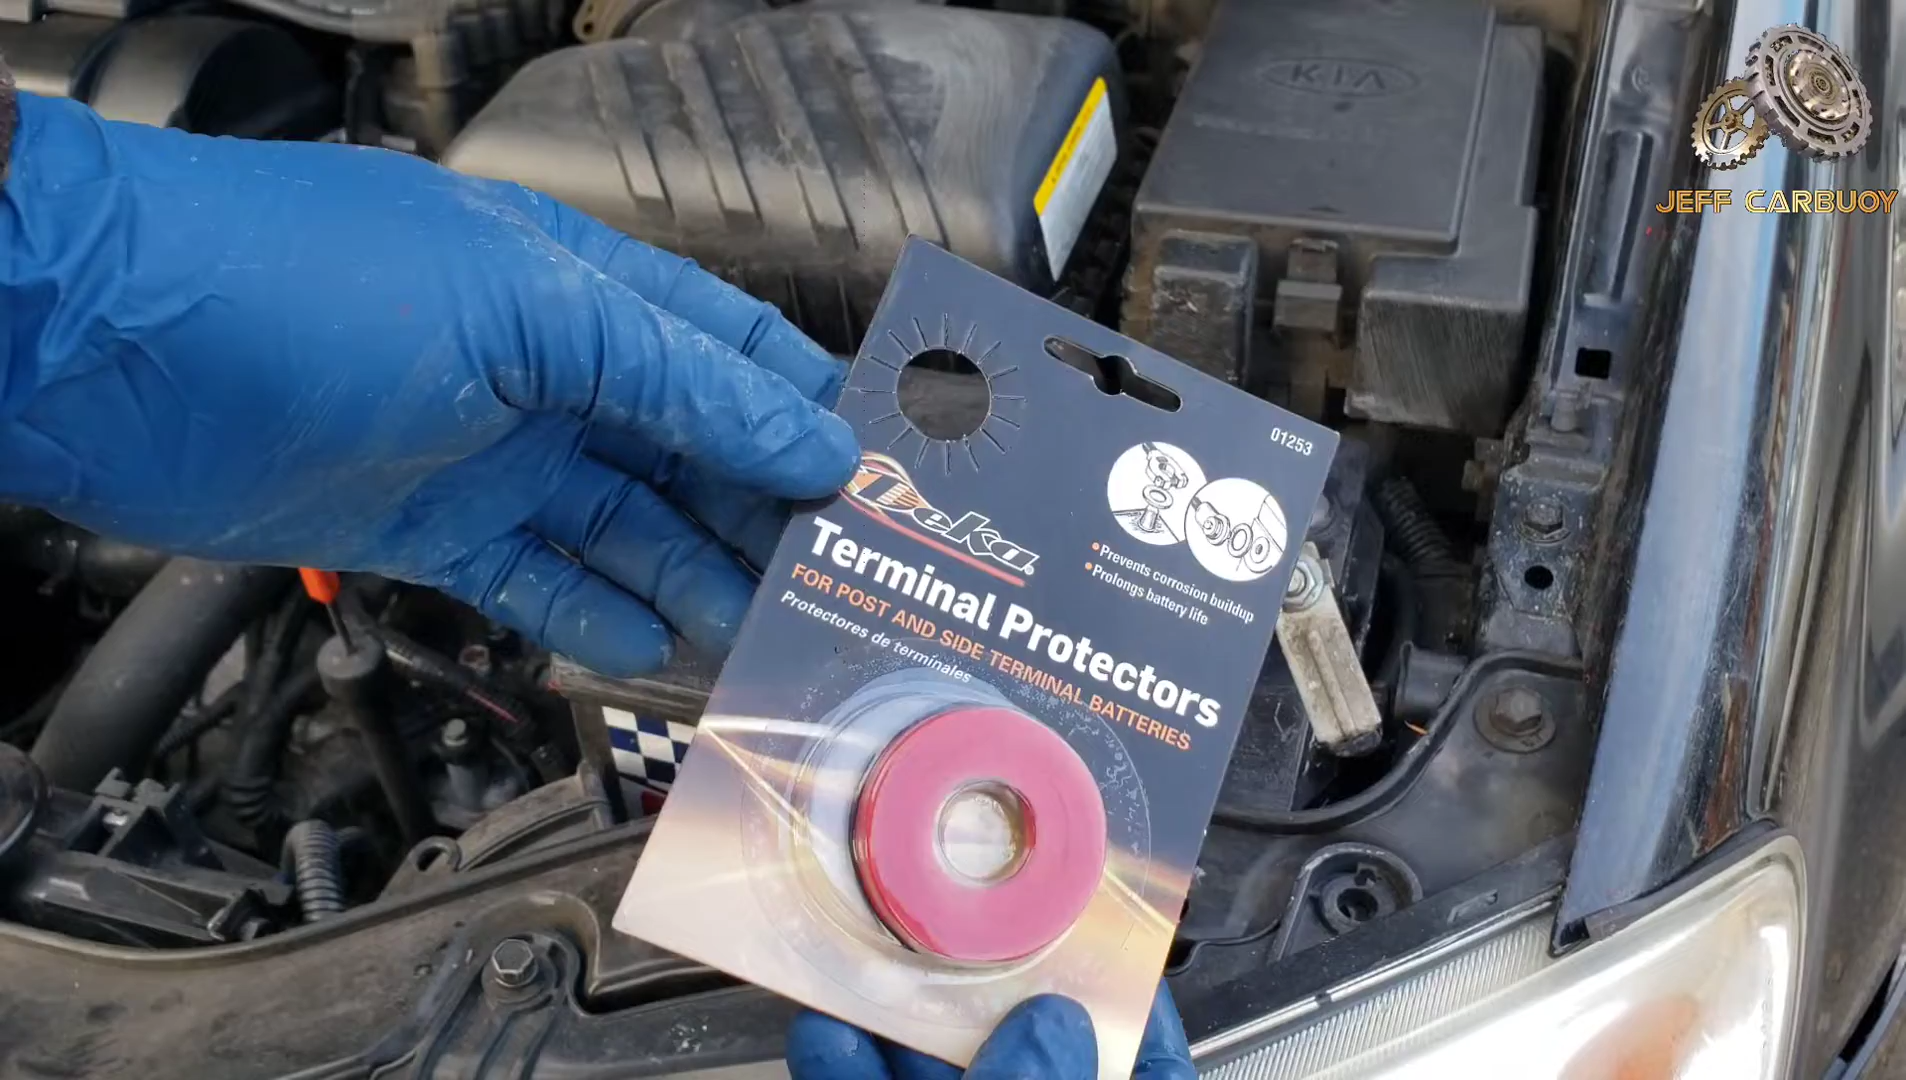 KIA
JEFF CARBUOY
01253
Deka
Terminal Protectors
FOR POST AND SIDE TERMINAL BATTERIES
Protectores de terminales
•Prevents corrosion buildup
•Prolongs battery life